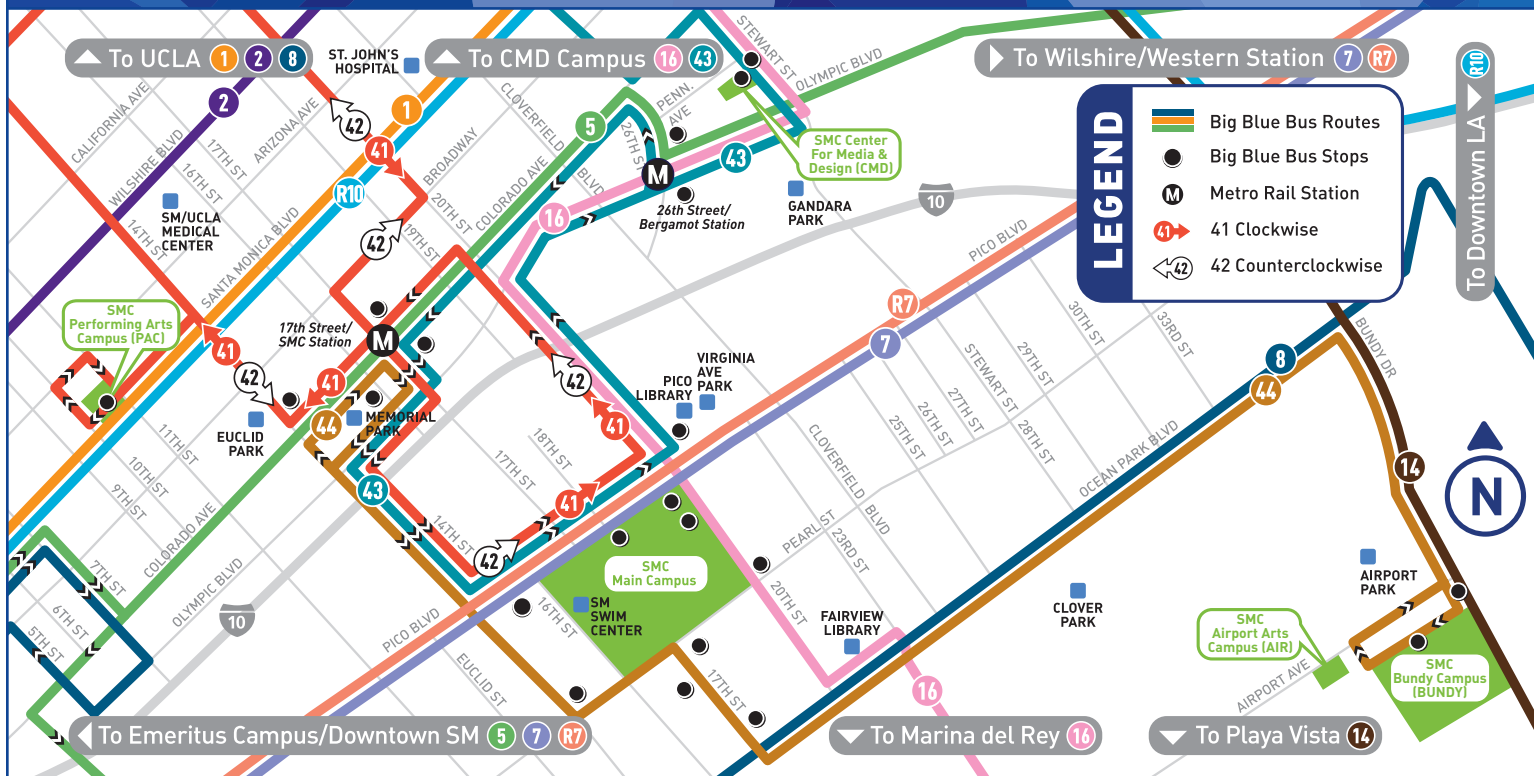 To UCLA 1 2 8
ST. JOHN'S
HOSPITAL
To CMD Campus 16 43
STEWART ST
OLYMPIC BLVD
To Wilshire/Western Station 7 R7
R10
To Downtown LA
LEGEND
Big Blue Bus Routes
Big Blue Bus Stops
M
Metro Rail Station
41
41 Clockwise
42
42 Counterclockwise
2
CALIFORNIA AVE
WILSHIRE BLVD
17TH ST
16TH ST
14TH ST
ARIZONA AVE
42
1
41
BROADWAY
CLOVERFIELD
BLVD
5
PENN.
AVE
26TH ST
43
M
SMC Center
For Media &
Design (CMD)
SM/UCLA
MEDICAL
CENTER
SANTA MONICA BLVD
R10
20TH ST
COLORADO AVE
19TH ST
42
16
26th Street/
Bergamot Station
GANDARA
PARK
10
PICO BLVD
SMC
Performing Arts
Campus (PAC)
17th Street/
SMC Station
M
R7
7
30TH ST
33RD ST
BUNDY DR
41
42
41
EUCLID
PARK
44
MEMORIAL
PARK
42
41
PICO
LIBRARY
VIRGINIA
AVE
PARK
STEWART ST
29TH ST
27TH ST
26TH ST
25TH ST
28TH ST
8
44
11TH ST
10TH ST
9TH ST
43
18TH ST
17TH ST
14TH ST
41
42
CLOVERFIELD
BLVD
OCEAN PARK BLVD
14
N
COLORADO AVE
7TH ST
6TH ST
5TH ST
OLYMPIC BLVD
10
PICO BLVD
EUCLID ST
16TH ST
SMC
Main Campus
SM
SWIM
CENTER
17TH ST
PEARL ST
23RD ST
20TH ST
FAIRVIEW
LIBRARY
16
CLOVER
PARK
AIRPORT
PARK
SMC
Airport Arts
Campus (AIR)
AIRPORT AVE
SMC
Bundy Campus
(BUNDY)
To Emeritus Campus/Downtown SM 5 7 R7
To Marina del Rey 16
To Playa Vista 14